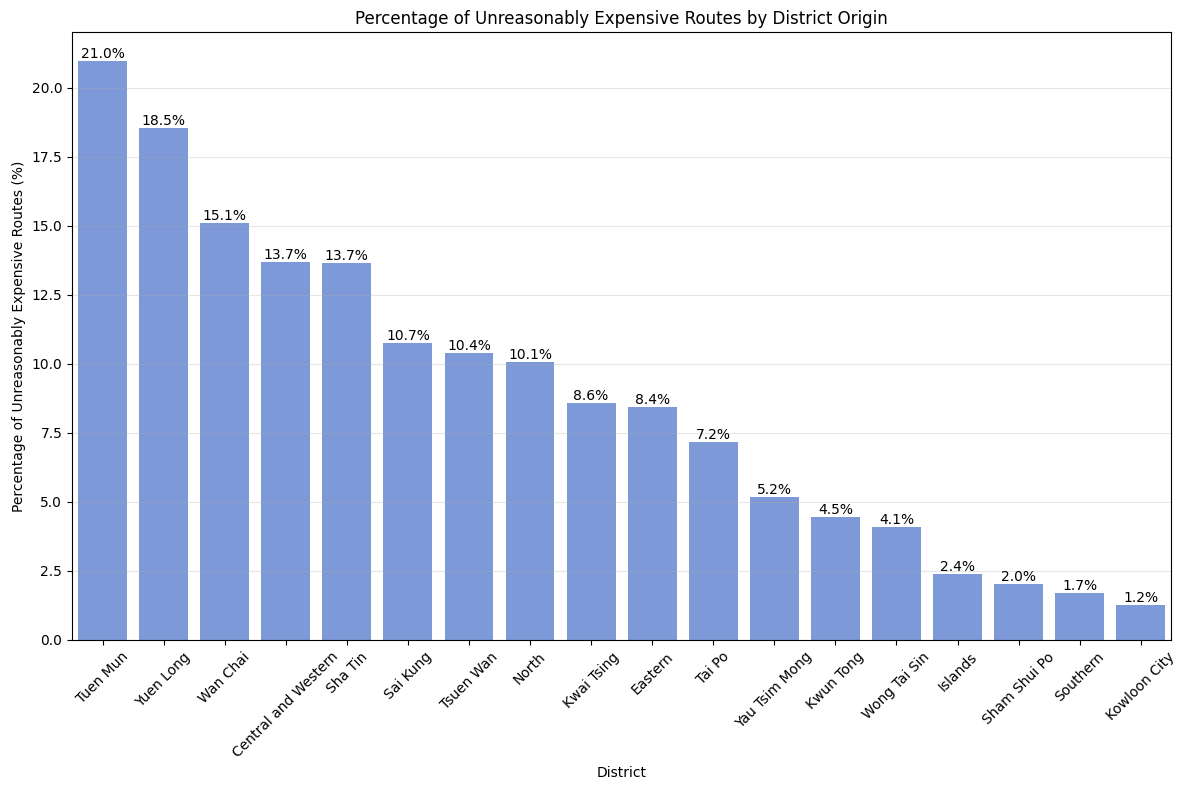 Percentage of Unreasonably Expensive Routes by District Origin
Percentage of Unreasonably Expensive Routes (%)
20.0
17.5
15.0
12.5
10.0
7.5
5.0
2.5
0.0
21.0%
18.5%
15.1%
13.7%
13.7%
10.7%
10.4%
10.1%
8.6%
8.4%
7.2%
5.2%
4.5%
4.1%
2.4%
2.0%
1.7%
1.2%
Tuen Mun
Yuen Long
Wan Chai
Central and Western
Sha Tin
Sai Kung
Tsuen Wan
North
Kwai Tsing
Eastern
Tai Po
Yau Tsim Mong
Kwun Tong
Wong Tai Sin
Islands
Sham Shui Po
Southern
Kowloon City
District